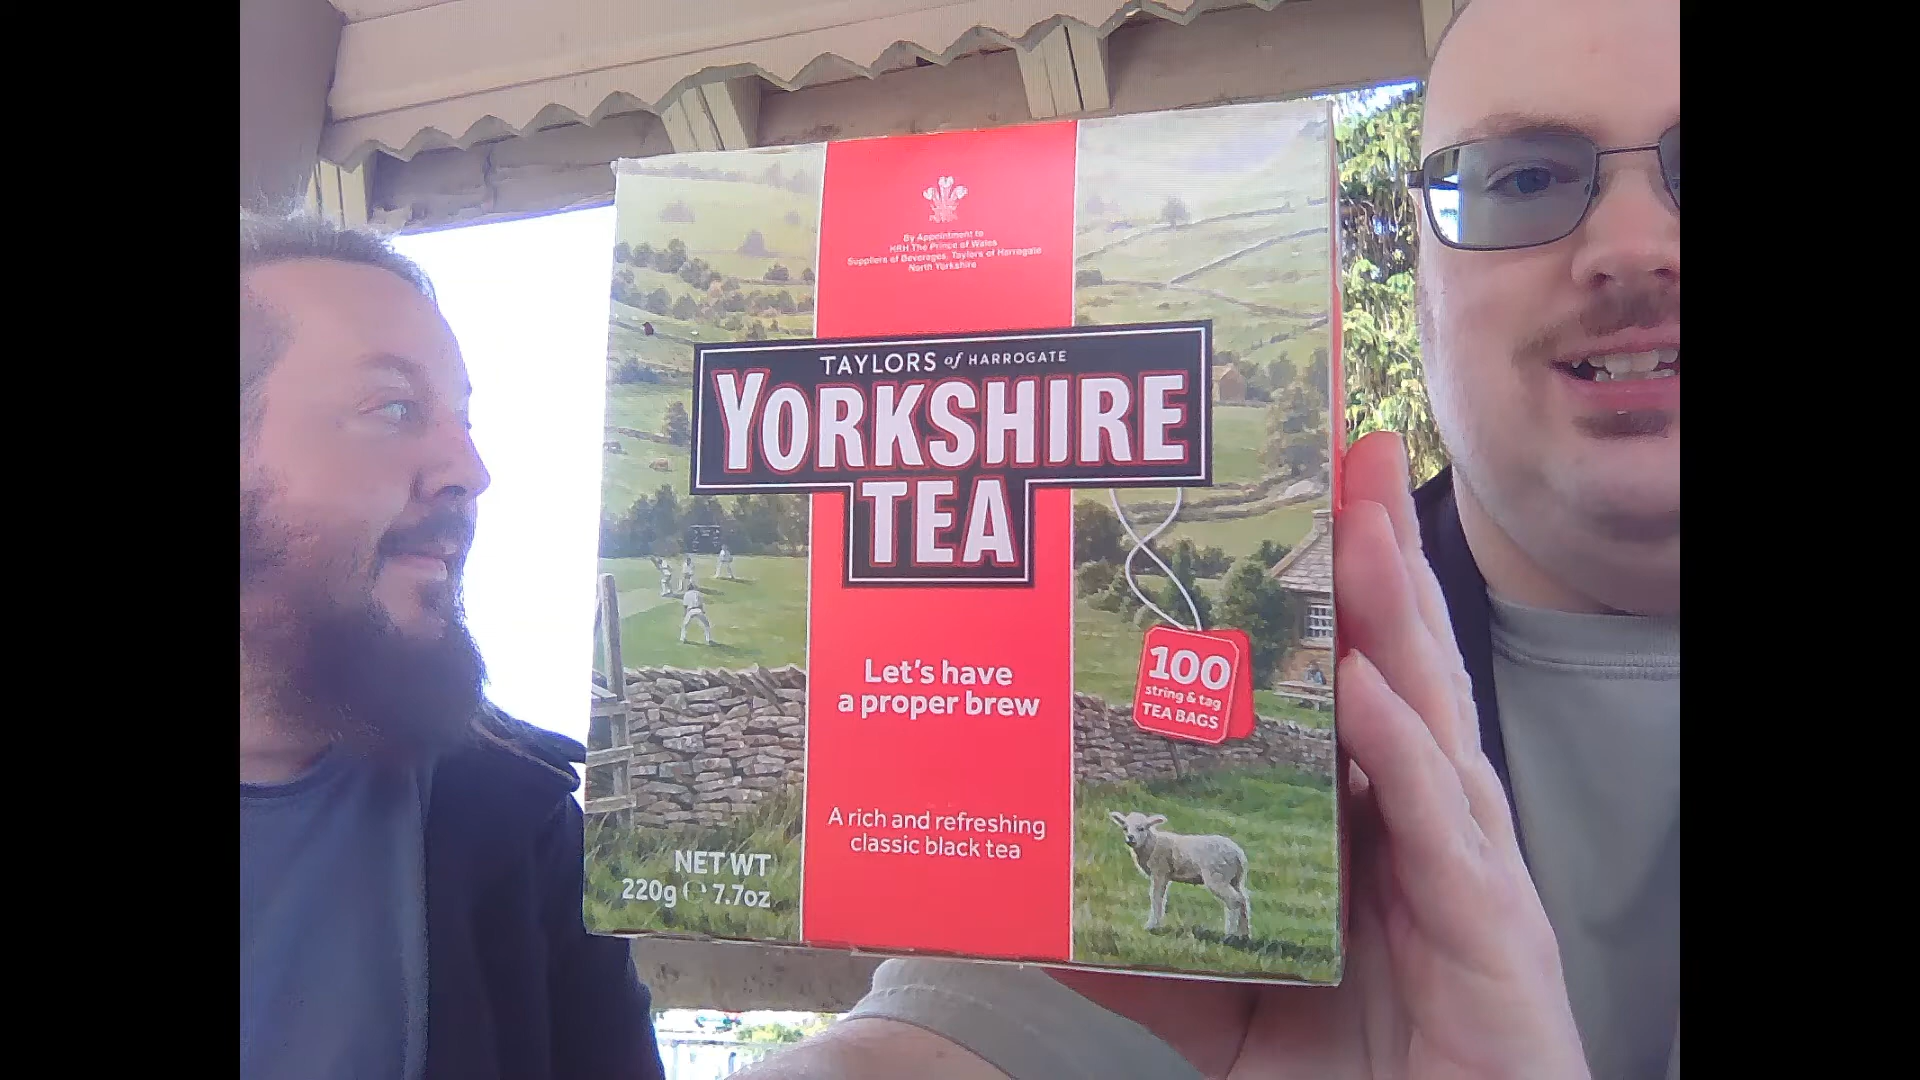 By Appointment to
HRH The Prince of Wales
Suppliers of Beverages, Taylors of Harrogate
North Yorkshire
TAYLORS of HARROGATE
YORKSHIRE
TEA
Let's have
a proper brew
100
string & tag
TEA BAGS
A rich and refreshing
classic black tea
NET WT
220g ℮ 7.7oz